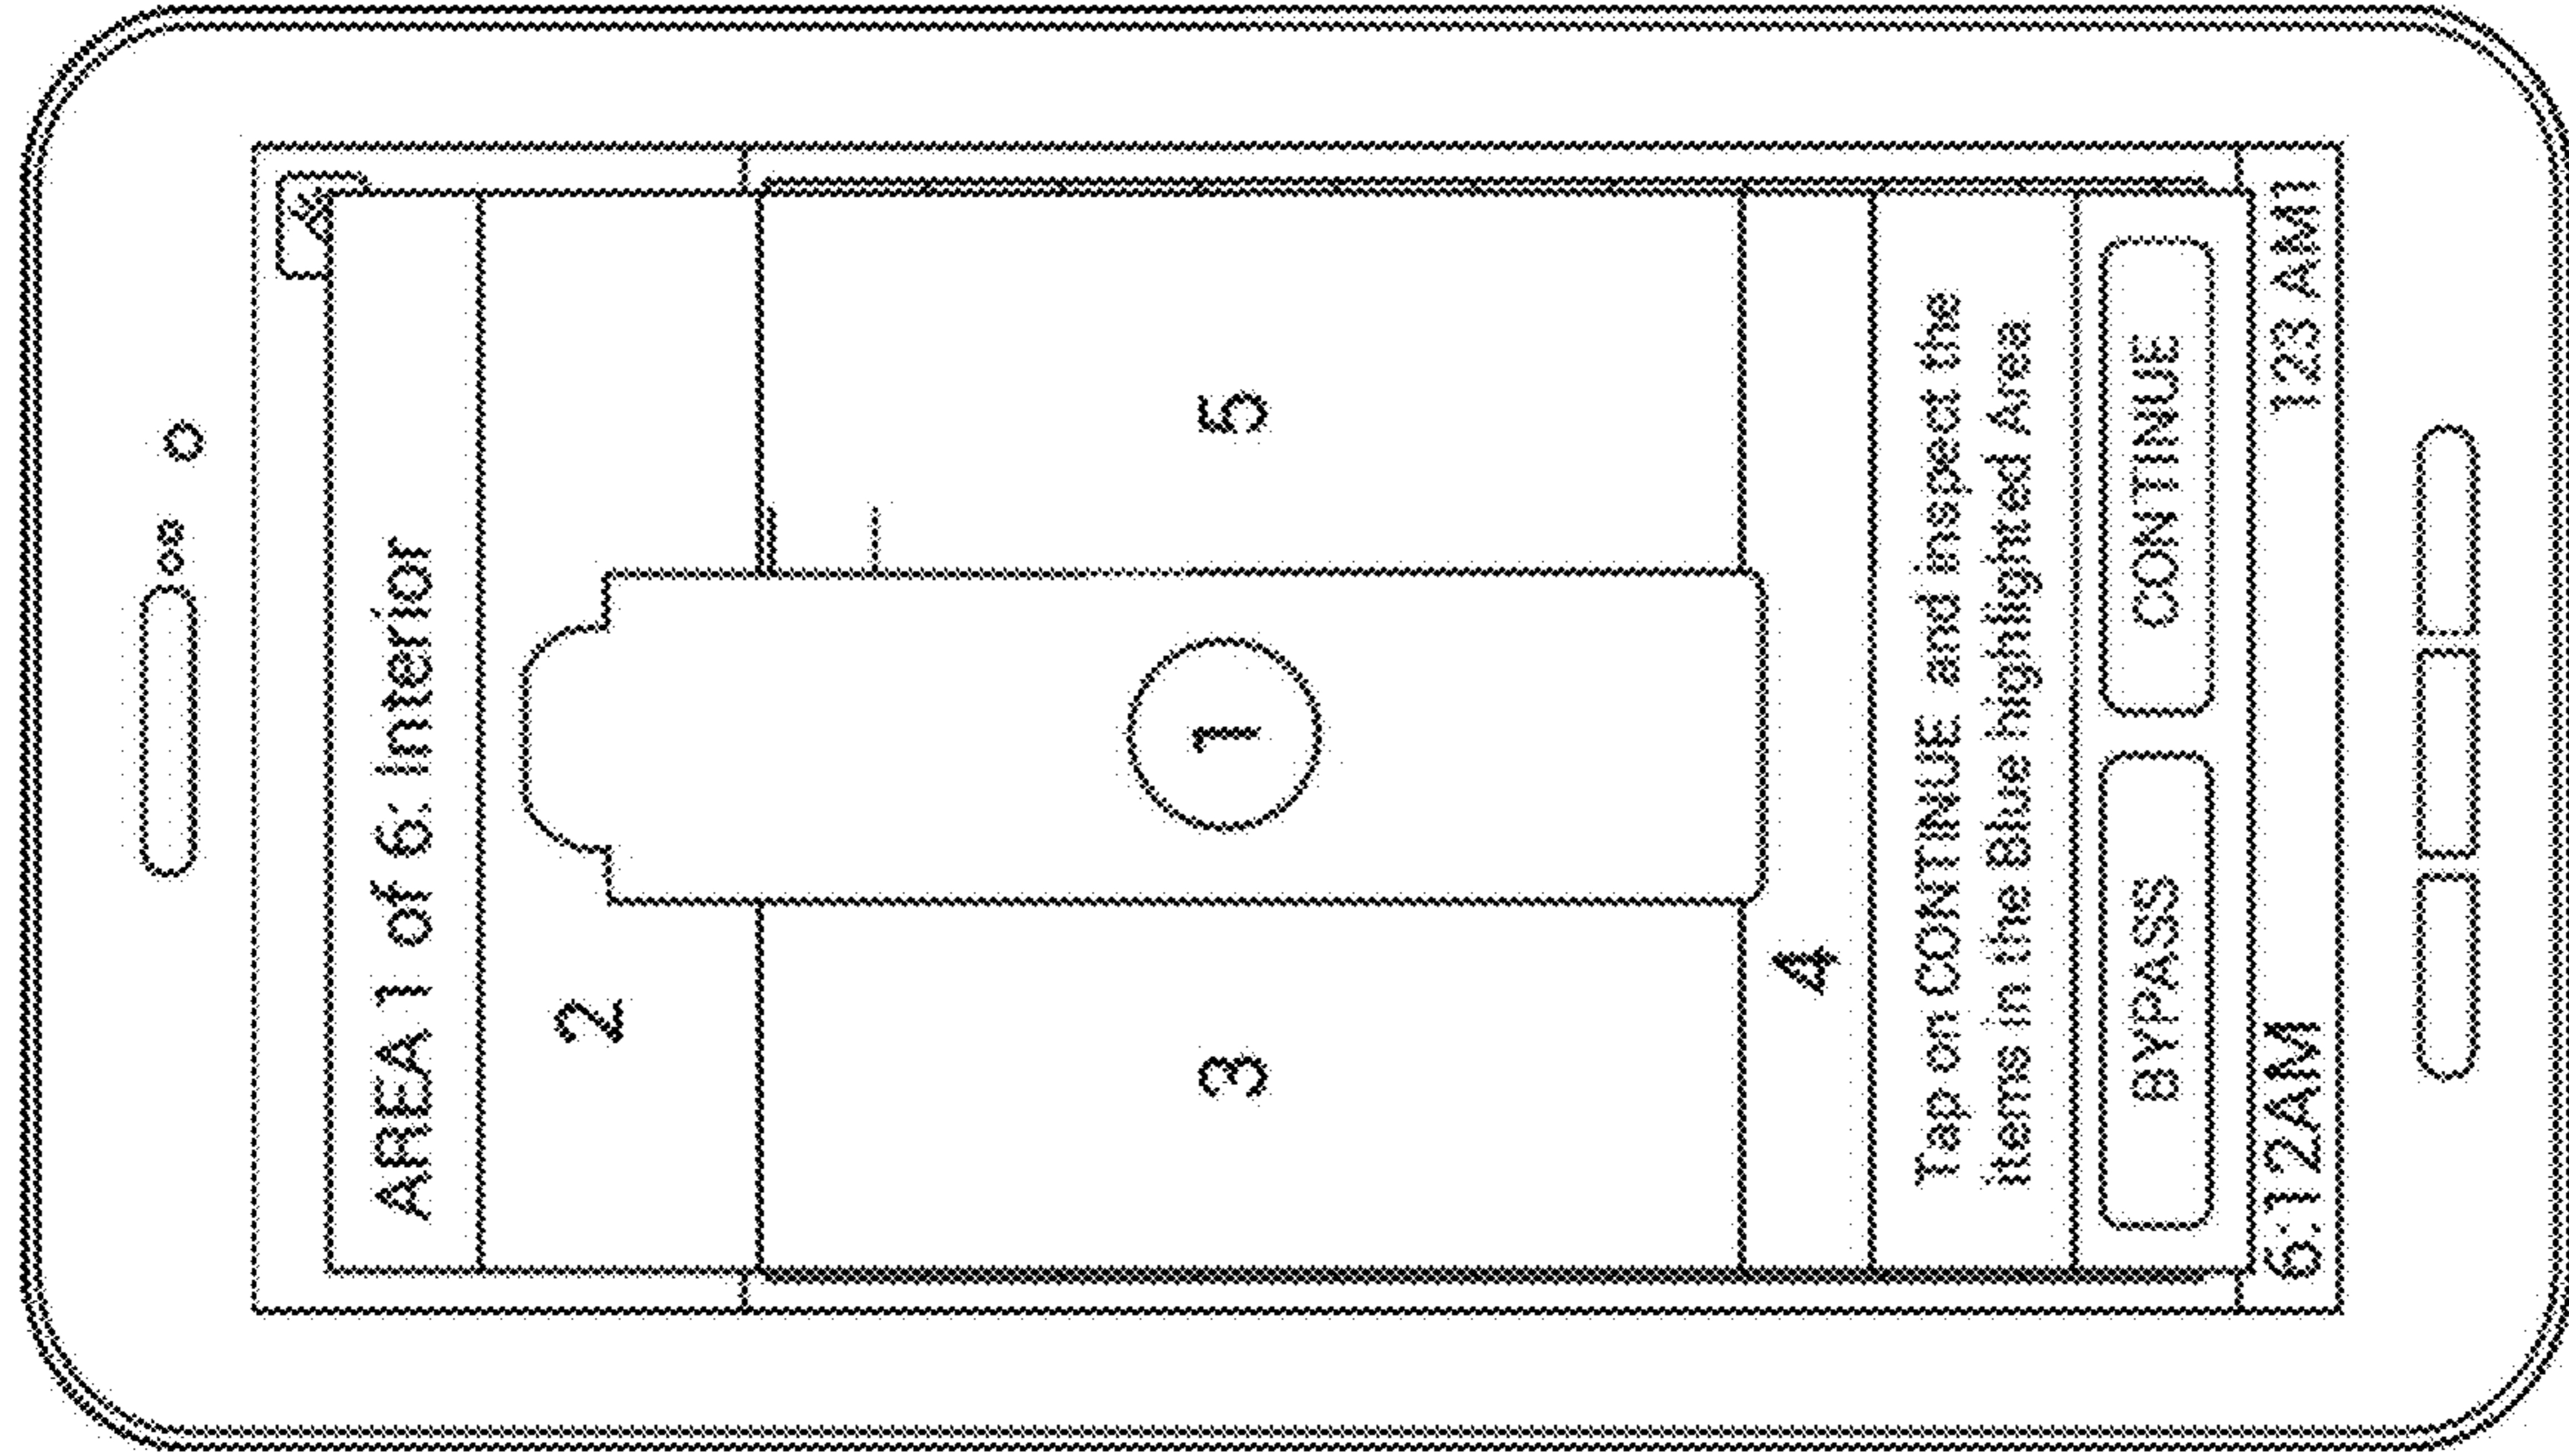 AREA 1 of 6: Interior
2
3
1
5
4
Tap on CONTINUE and inspect the
items in the Blue highlighted Area
BYPASS
CONTINUE
6:12AM
123 AM1